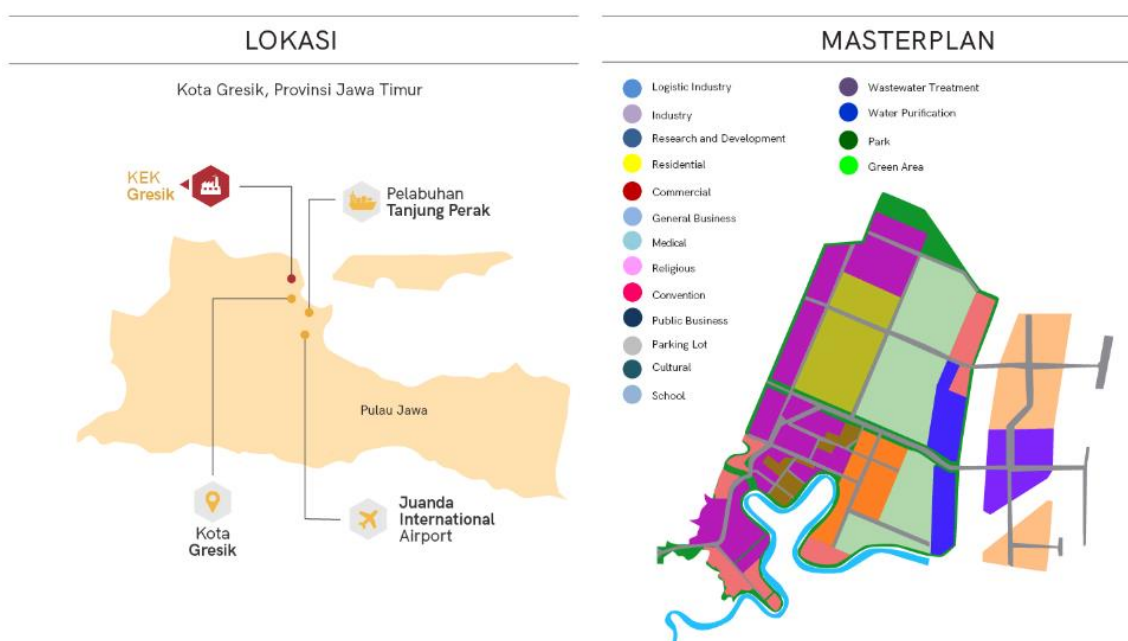 LOKASI
Kota Gresik, Provinsi Jawa Timur
KEK
Gresik
Pelabuhan
Tanjung Perak
Pulau Jawa
Kota
Gresik
Juanda
International
Airport
MASTERPLAN
Logistic Industry
Industry
Research and Development
Residential
Commercial
General Business
Medical
Religious
Convention
Public Business
Parking Lot
Cultural
School
Wastewater Treatment
Water Purification
Park
Green Area